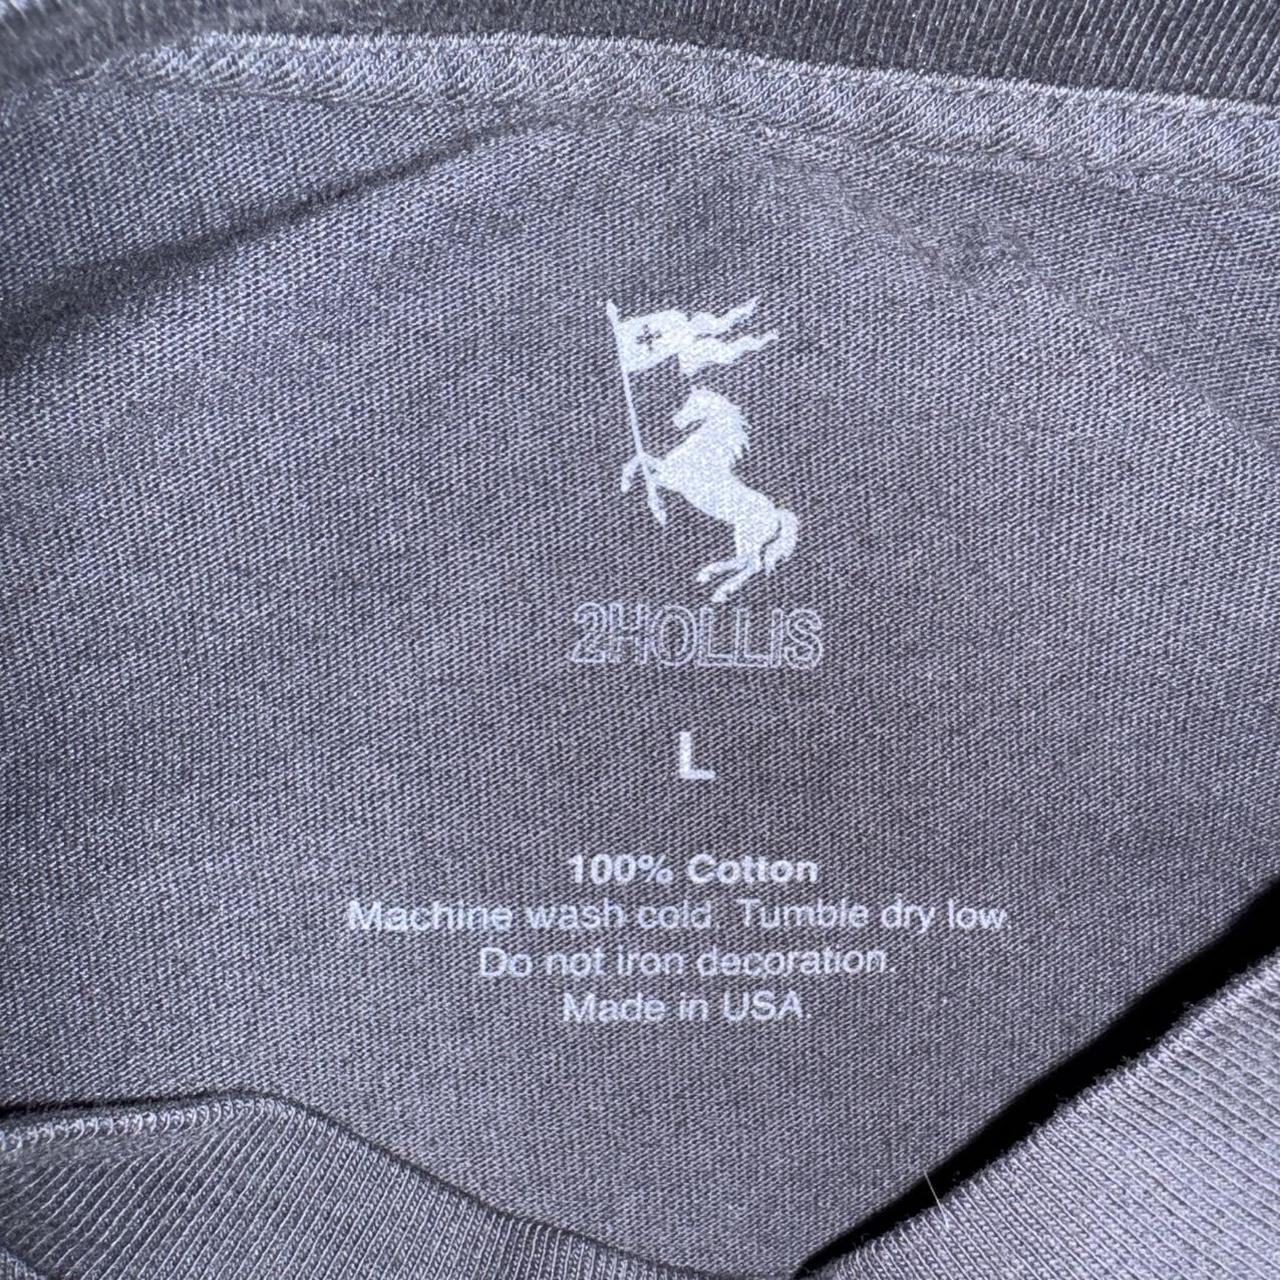 2HOLLIS
L
100% Cotton
Machine wash cold. Tumble dry low
Do not iron decoration.
Made in USA.